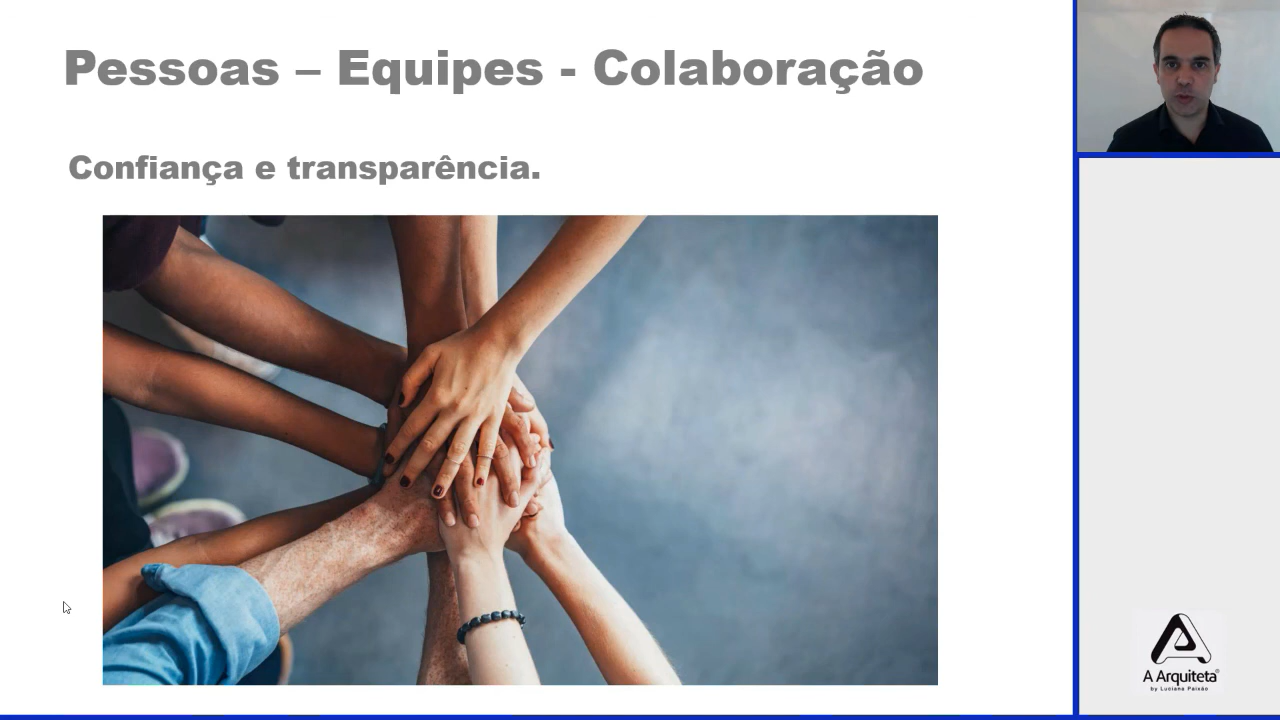 Pessoas – Equipes - Colaboração
Confiança e transparência.
A Arquiteta®
by Luciana Paixão